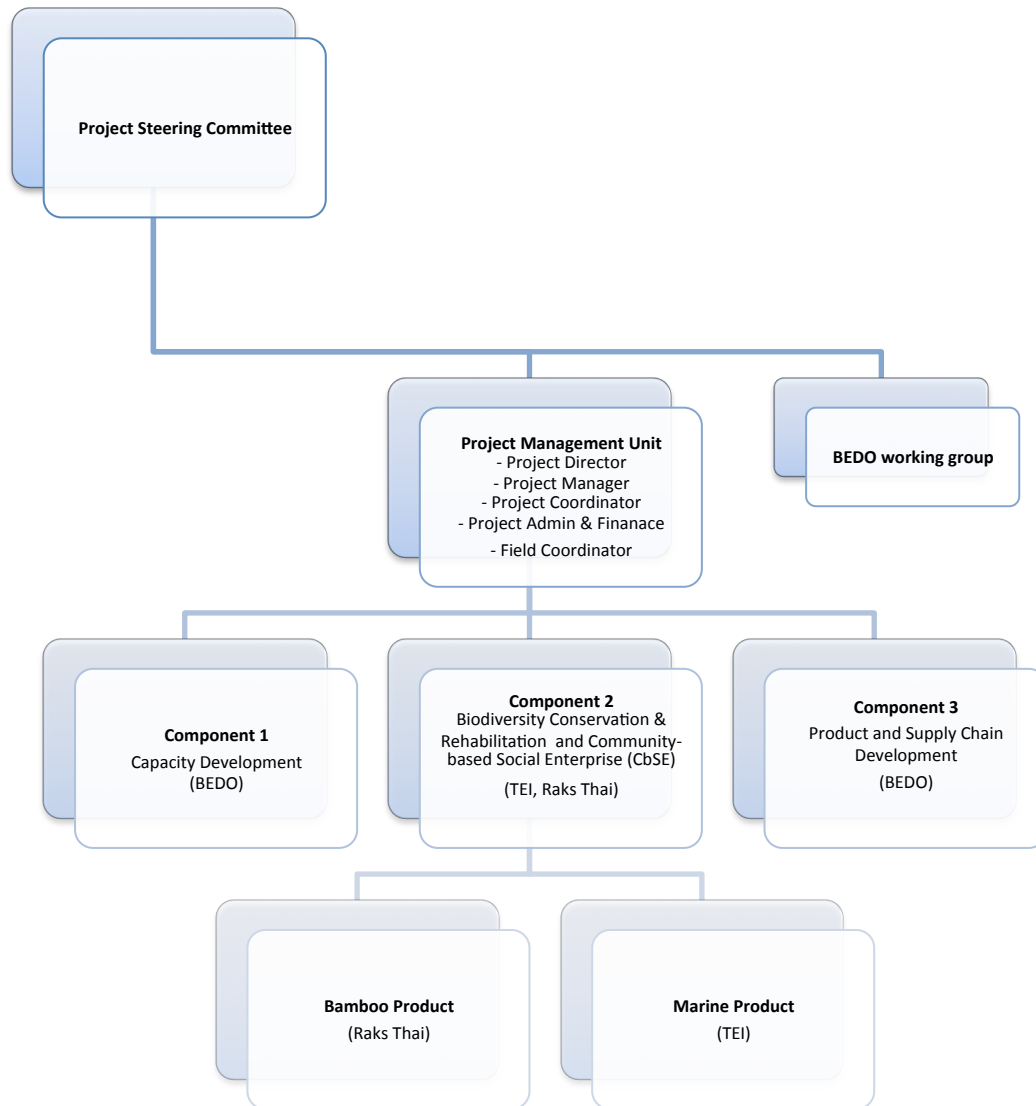 Project Steering Committee
Project Management Unit
- Project Director
- Project Manager
- Project Coordinator
- Project Admin & Finanace
- Field Coordinator
BEDO working group
Component 1
Capacity Development
(BEDO)
Component 2
Biodiversity Conservation &
Rehabilitation and Community-
based Social Enterprise (CbSE)
(TEI, Raks Thai)
Component 3
Product and Supply Chain
Development
(BEDO)
Bamboo Product
(Raks Thai)
Marine Product
(TEI)